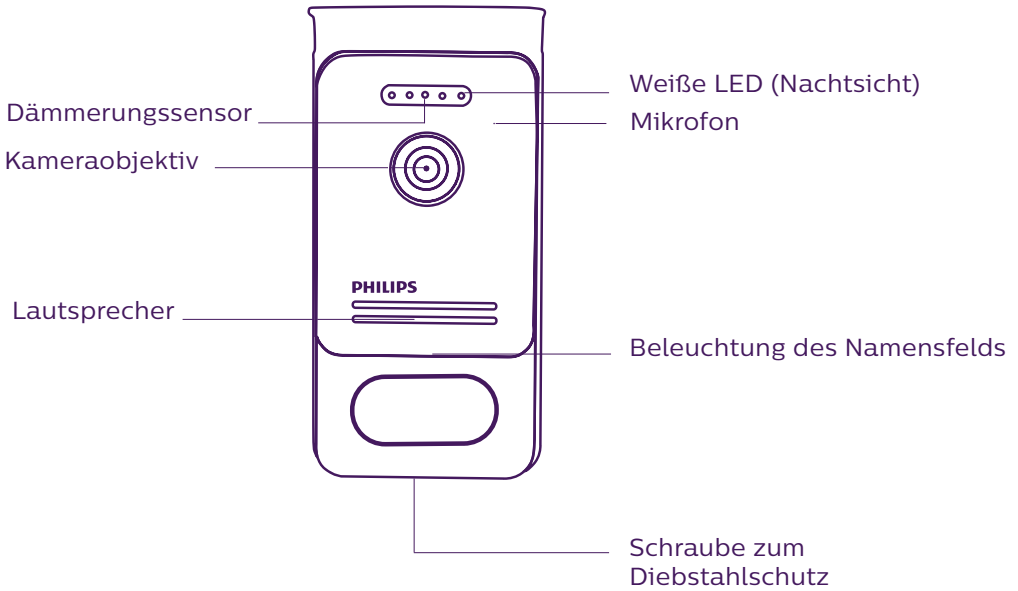 Weiße LED (Nachtsicht)
Dämmerungssensor
Mikrofon
Kameraobjektiv
PHILIPS
Lautsprecher
Beleuchtung des Namensfelds
Schraube zum
Diebstahlschutz